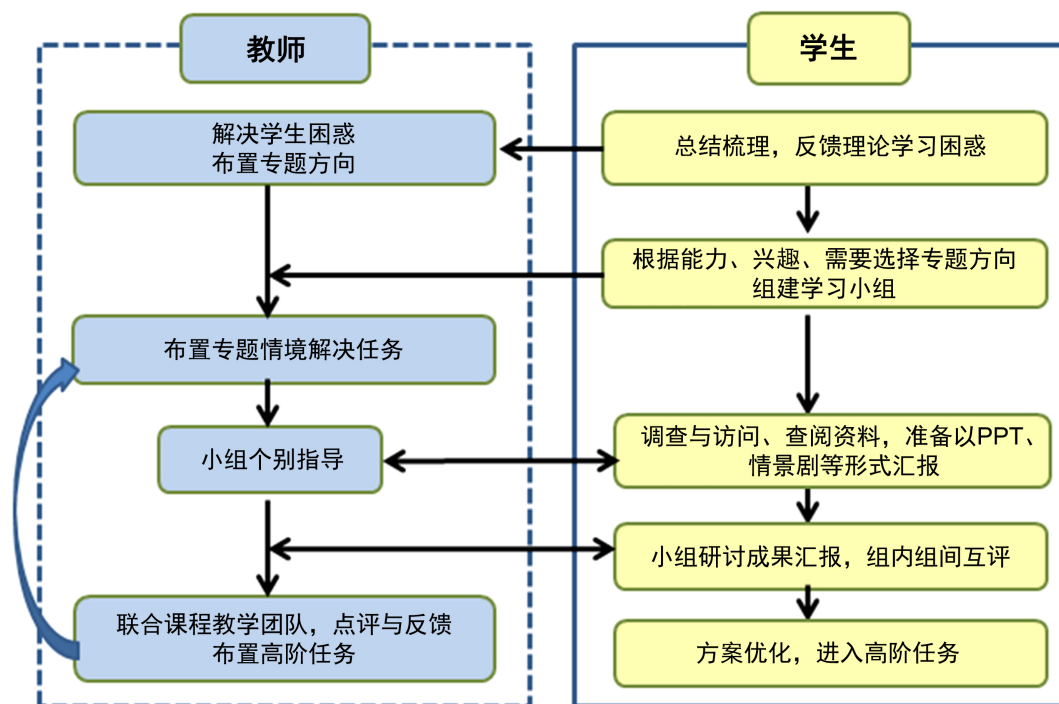 教师
解决学生困惑
布置专题方向
布置专题情境解决任务
小组个别指导
联合课程教学团队，点评与反馈
布置高阶任务
学生
总结梳理，反馈理论学习困惑
根据能力、兴趣、需要选择专题方向
组建学习小组
调查与访问、查阅资料，准备以PPT、
情景剧等形式汇报
小组研讨成果汇报，组内组间互评
方案优化，进入高阶任务